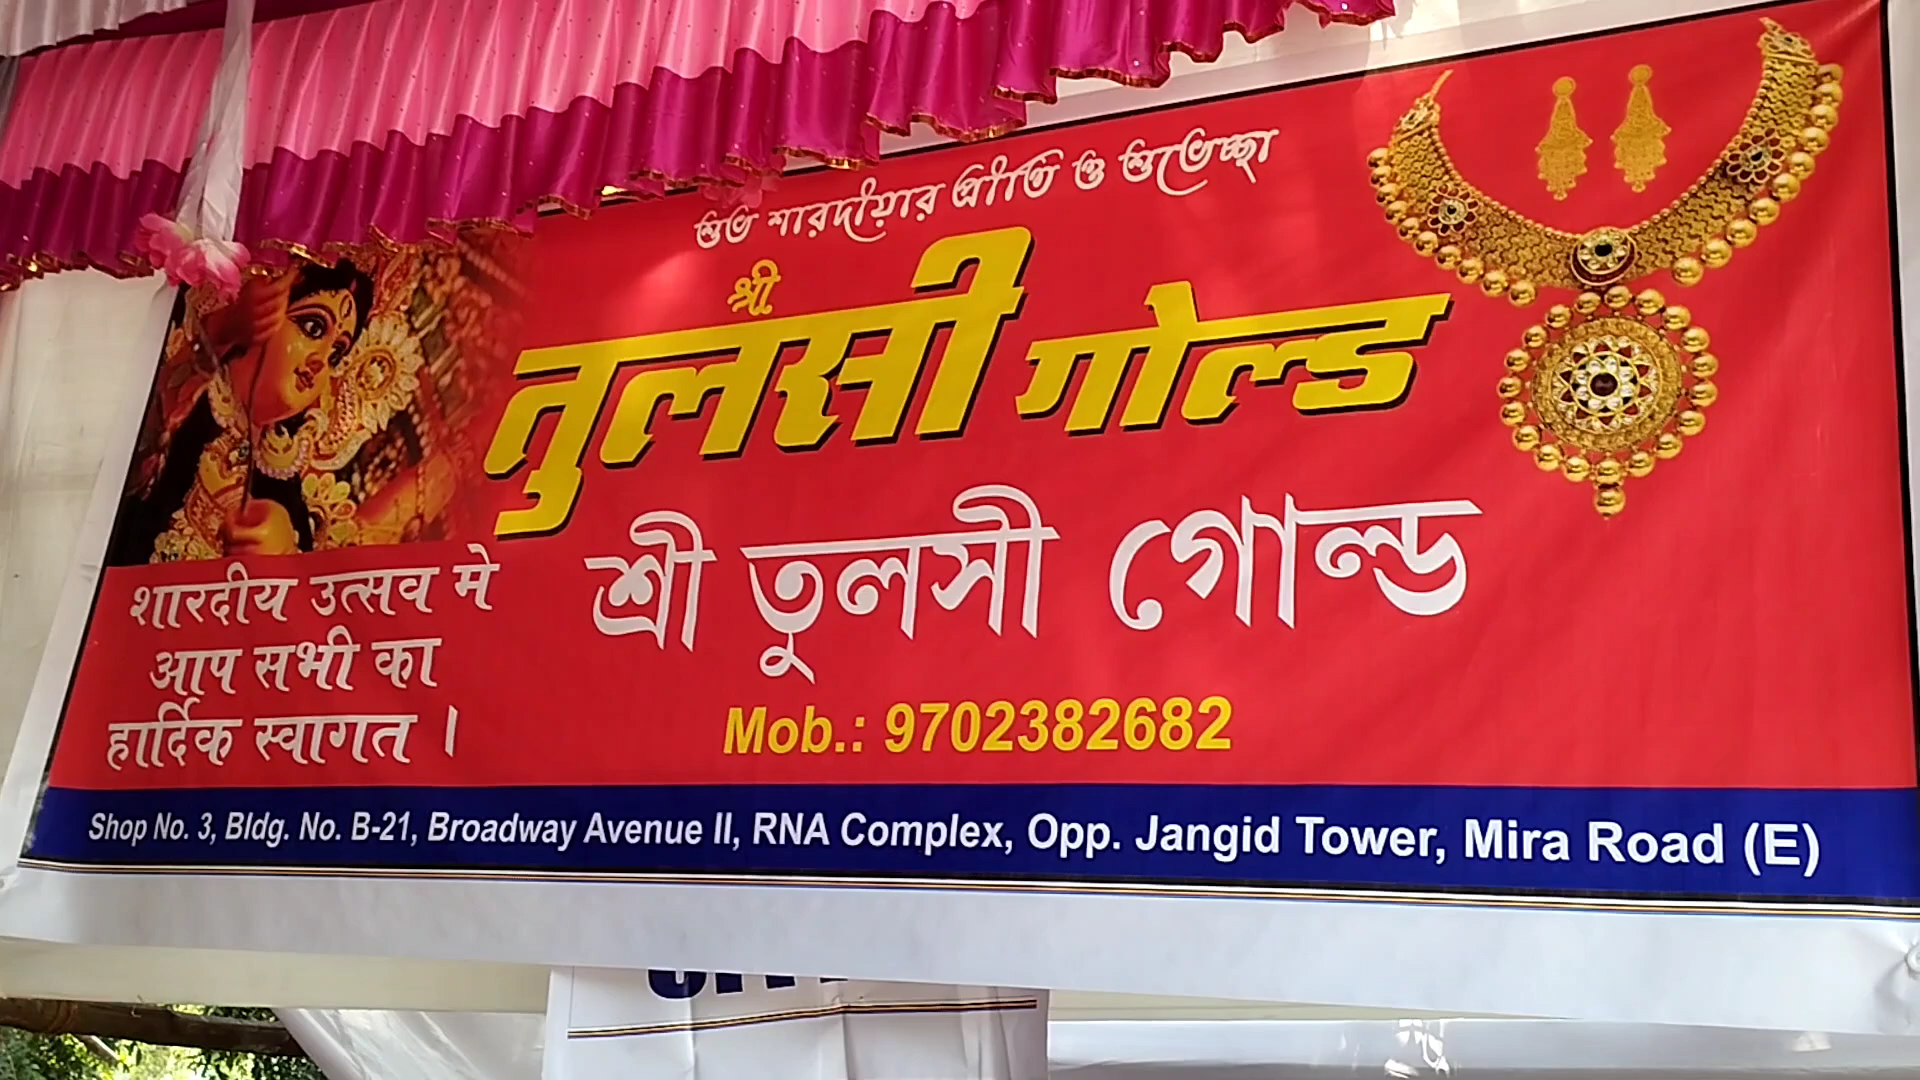 শুভ শারদীয়ার প্রীতি ও শুভেচ্ছা
श्री
तुलसी गोल्ड
শ্রী তুলসী গোল্ড
शारदीय उत्सव मे
आप सभी का
हार्दिक स्वागत ।
Mob.: 9702382682
Shop No. 3, Bldg. No. B-21, Broadway Avenue II, RNA Complex, Opp. Jangid Tower, Mira Road (E)